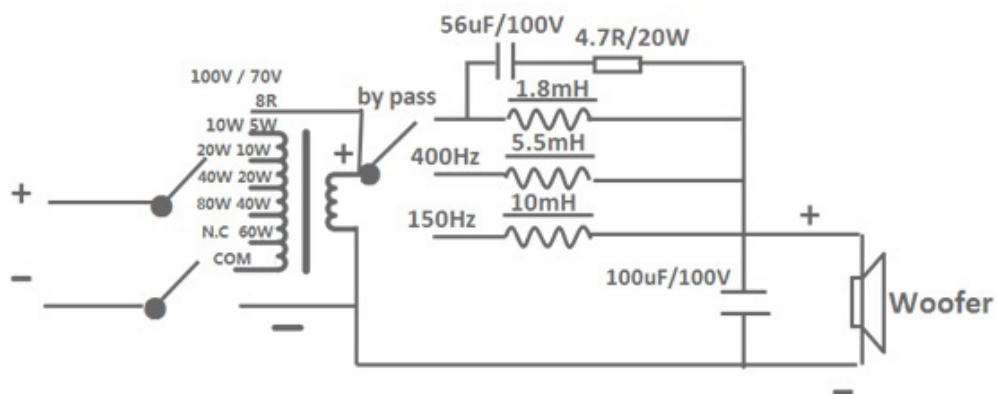 56uF/100V
4.7R/20W
100V / 70V
8R
by pass
1.8mH
10W 5W
20W 10W
+
400Hz
5.5mH
40W 20W
+
80W 40W
150Hz
10mH
+
N.C 60W
COM
−
100uF/100V
Woofer
−
−